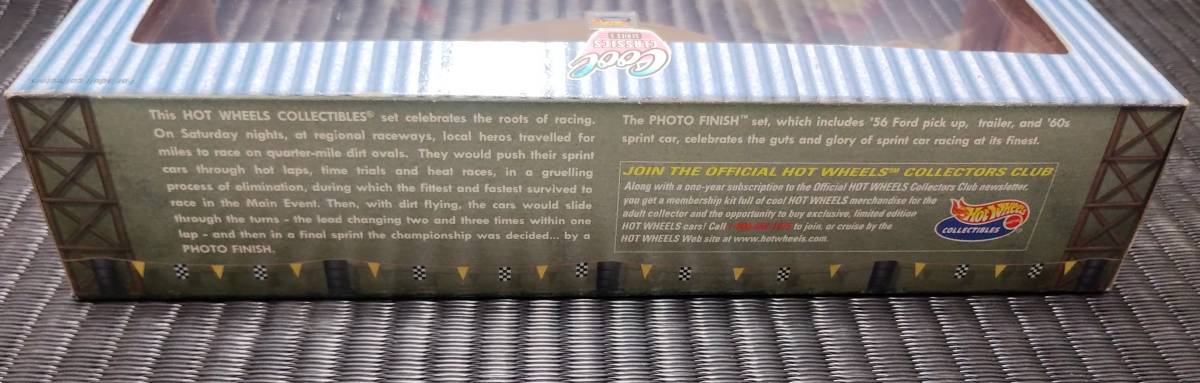 Cool
CLASSICS
SERIES
This HOT WHEELS COLLECTIBLES® set celebrates the roots of racing.
On Saturday nights, at regional raceways, local heros travelled for
miles to race on quarter-mile dirt ovals. They would push their sprint
cars through hot laps, time trials and heat races, in a gruelling
process of elimination, during which the fittest and fastest survived to
race in the Main Event. Then, with dirt flying, the cars would slide
through the turns - the lead changing two and three times within one
lap - and then in a final sprint the championship was decided... by a
PHOTO FINISH.
The PHOTO FINISH™ set, which includes '56 Ford pick up, trailer, and '60s
sprint car, celebrates the guts and glory of sprint car racing at its finest.
JOIN THE OFFICIAL HOT WHEELS™ COLLECTORS CLUB
Along with a one-year subscription to the Official HOT WHEELS Collectors Club newsletter,
you get a membership kit full of cool HOT WHEELS merchandise for the
adult collector and the opportunity to buy exclusive, limited edition
HOT WHEELS cars! Call to join, or cruise by the
HOT WHEELS Web site at www.hotwheels.com.
Hot Wheels
COLLECTIBLES